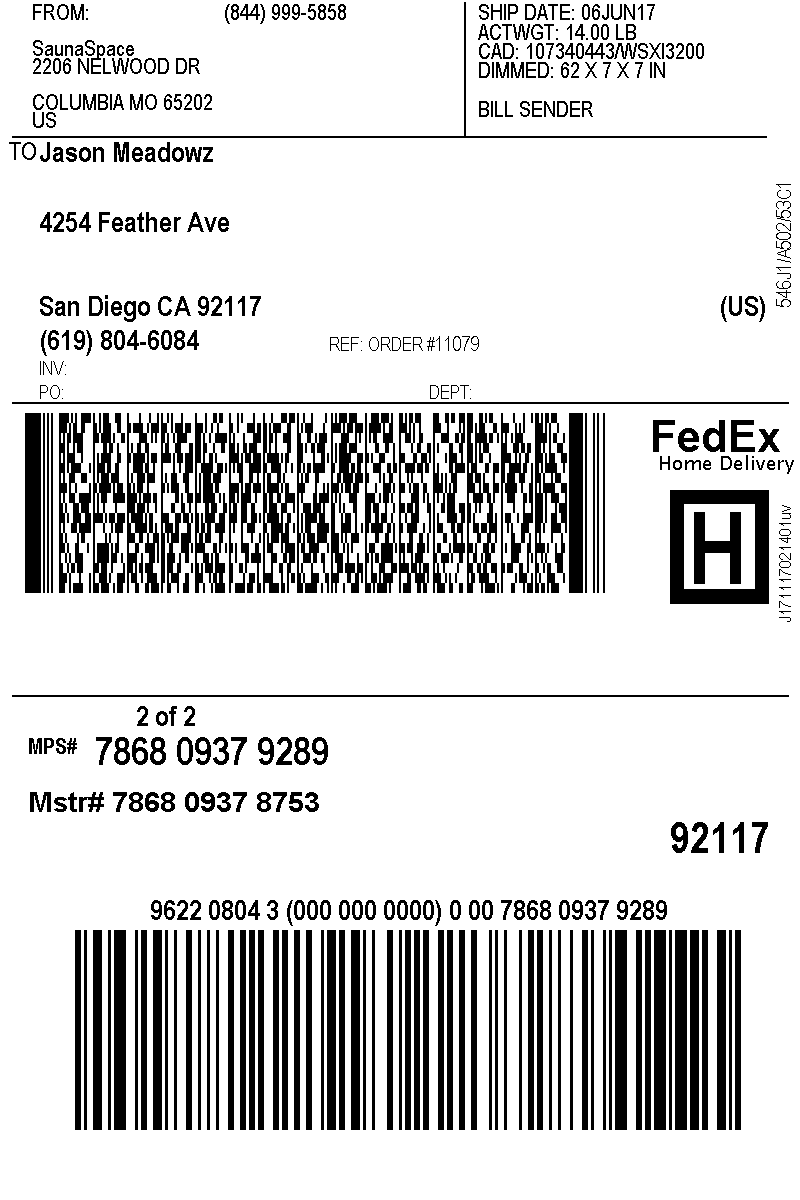 FROM: (844) 999-5858
SaunaSpace
2206 NELWOOD DR
COLUMBIA MO 65202
US
SHIP DATE: 06JUN17
ACTWGT: 14.00 LB
CAD: 107340443/WSXI3200
DIMMED: 62 X 7 X 7 IN
BILL SENDER
TO Jason Meadowz
4254 Feather Ave
San Diego CA 92117 (US)
(619) 804-6084 REF: ORDER #11079
INV:
PO: DEPT:
546J1/A502/53C1
FedEx
Home Delivery
H
J171117021401uv
2 of 2
MPS# 7868 0937 9289
Mstr# 7868 0937 8753
92117
9622 0804 3 (000 000 0000) 0 00 7868 0937 9289